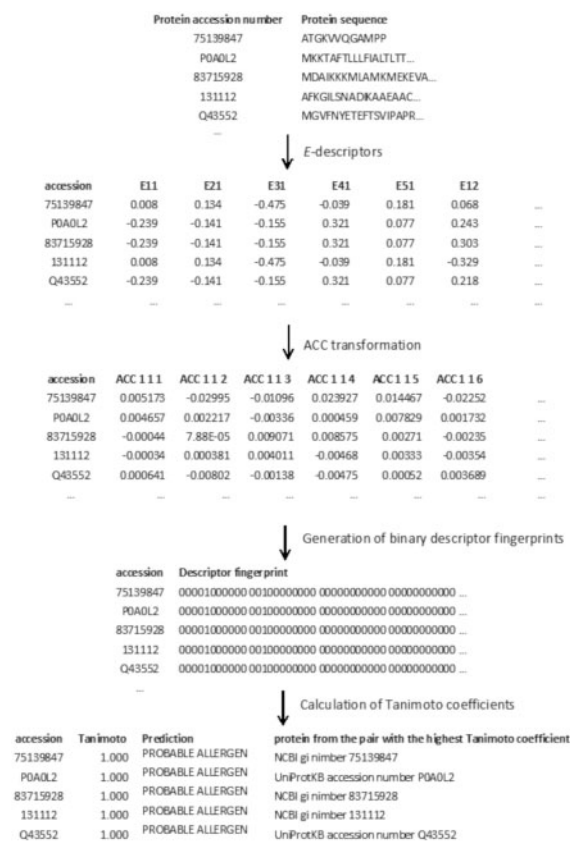 Protein accession number Protein sequence
75139847 ATGKVVQGAMPP
P0A0L2 MKKTAFTLLLFIALTLTT...
83715928 MDAIKKKMLAMKMEKEVA...
131112 AFKGILSNADIKAAEAAC...
Q43552 MGVFNYETEFTSVIPAPR...
...
E-descriptors
accession E11 E21 E31 E41 E51 E12
75139847 0.008 0.134 -0.475 -0.039 0.181 0.068 ...
P0A0L2 -0.239 -0.141 -0.155 0.321 0.077 0.243 ...
83715928 -0.239 -0.141 -0.155 0.321 0.077 0.303 ...
131112 0.008 0.134 -0.475 -0.039 0.181 -0.329 ...
Q43552 -0.239 -0.141 -0.155 0.321 0.077 0.218 ...
... ... ... ... ... ... ... ...
ACC transformation
accession ACC 1 1 1 ACC 1 1 2 ACC 1 1 3 ACC 1 1 4 ACC 1 1 5 ACC 1 1 6
75139847 0.005173 -0.02995 -0.01096 0.023927 0.014467 -0.02252 ...
P0A0L2 0.004657 0.002217 -0.00336 0.000459 0.007829 0.001732 ...
83715928 -0.00044 7.88E-05 0.009071 0.008575 0.00271 -0.00235 ...
131112 -0.00034 0.000381 0.004011 -0.00468 0.00333 -0.00354 ...
Q43552 0.000641 -0.00802 -0.00138 -0.00475 0.00052 0.003689 ...
... ... ... ... ... ... ... ...
Generation of binary descriptor fingerprints
accession Descriptor fingerprint
75139847 00001000000 00100000000 00000000000 00000000000 ...
P0A0L2 00001000000 00100000000 00000000000 00000000000 ...
83715928 00001000000 00100000000 00000000000 00000000000 ...
131112 00001000000 00100000000 00000000000 00000000000 ...
Q43552 00001000000 00100000000 00000000000 00000000000 ...
...
Calculation of Tanimoto coefficients
accession Tanimoto Prediction protein from the pair with the highest Tanimoto coefficient
75139847 1.000 PROBABLE ALLERGEN NCBI gi nimber 75139847
P0A0L2 1.000 PROBABLE ALLERGEN UniProtKB accession number P0A0L2
83715928 1.000 PROBABLE ALLERGEN NCBI gi nimber 83715928
131112 1.000 PROBABLE ALLERGEN NCBI gi nimber 131112
Q43552 1.000 PROBABLE ALLERGEN UniProtKB accession number Q43552